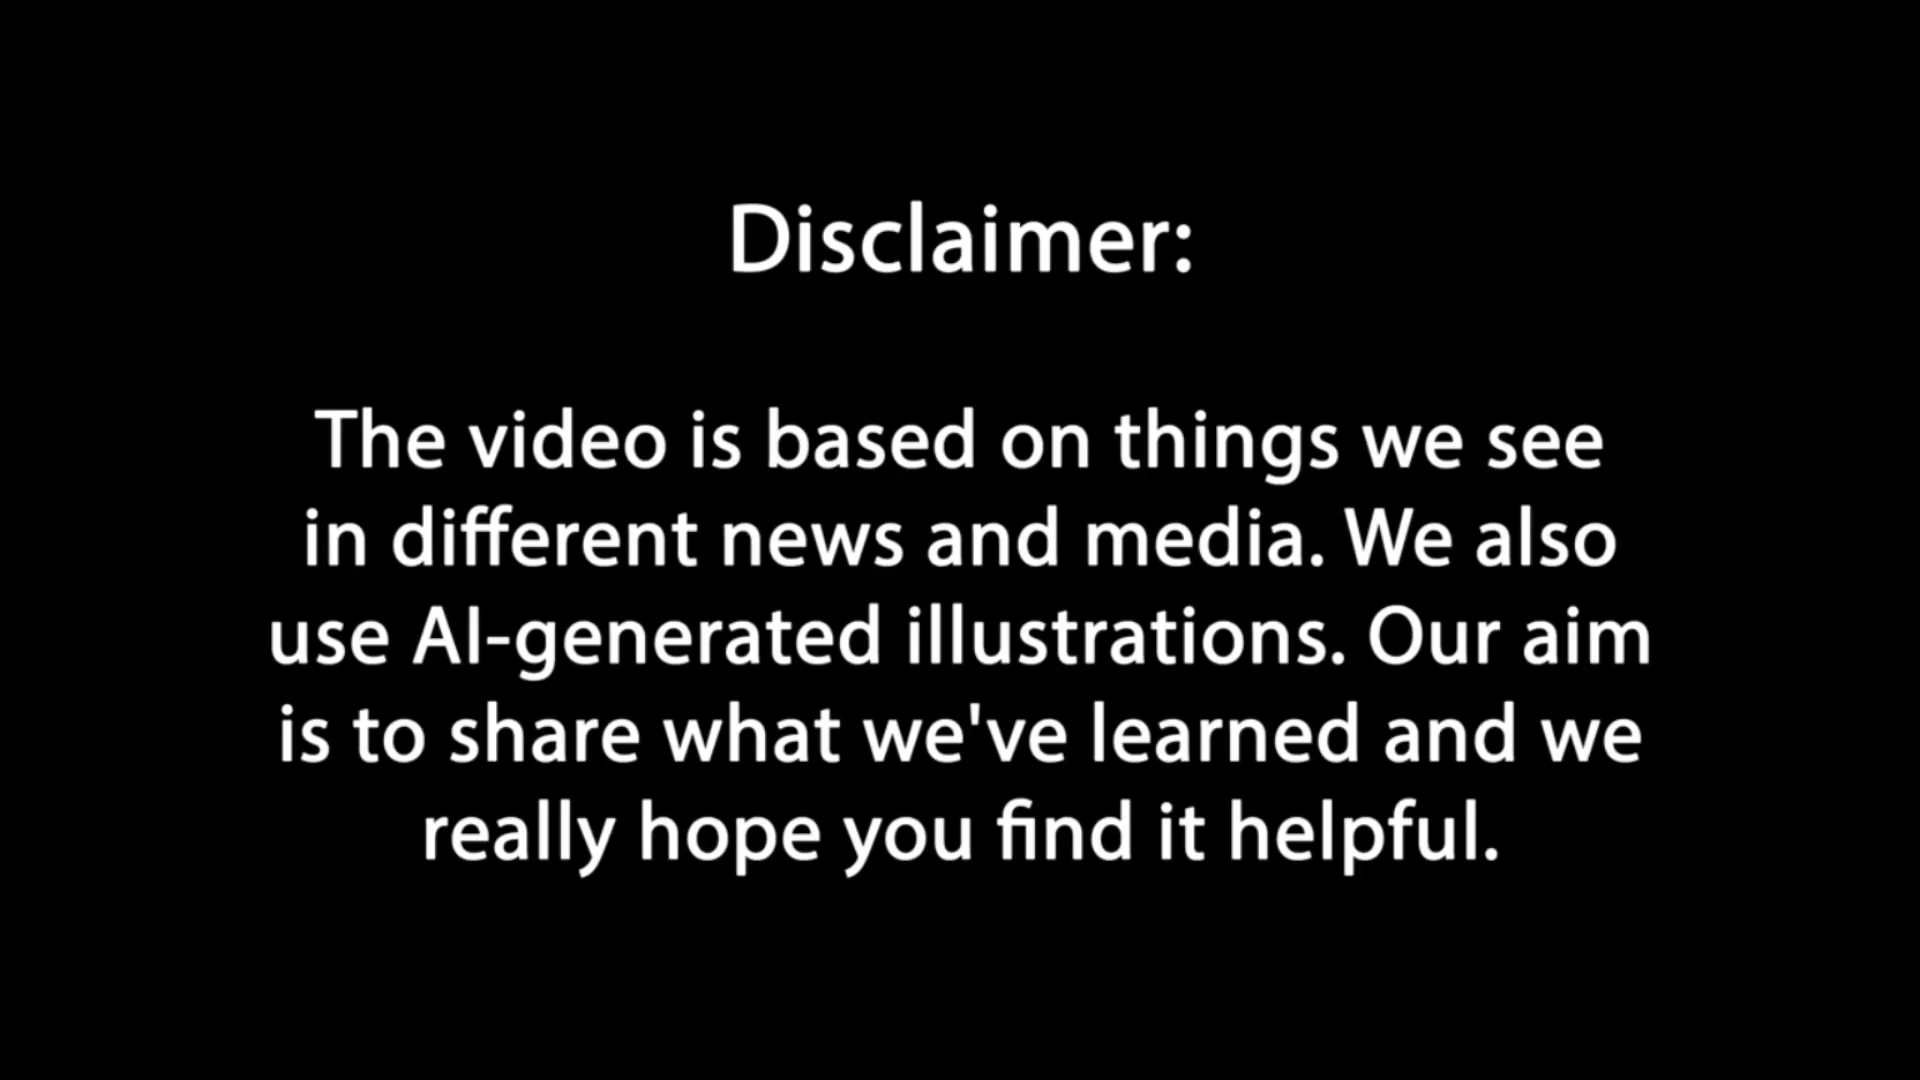 Disclaimer:
The video is based on things we see
in different news and media. We also
use AI-generated illustrations. Our aim
is to share what we've learned and we
really hope you find it helpful.